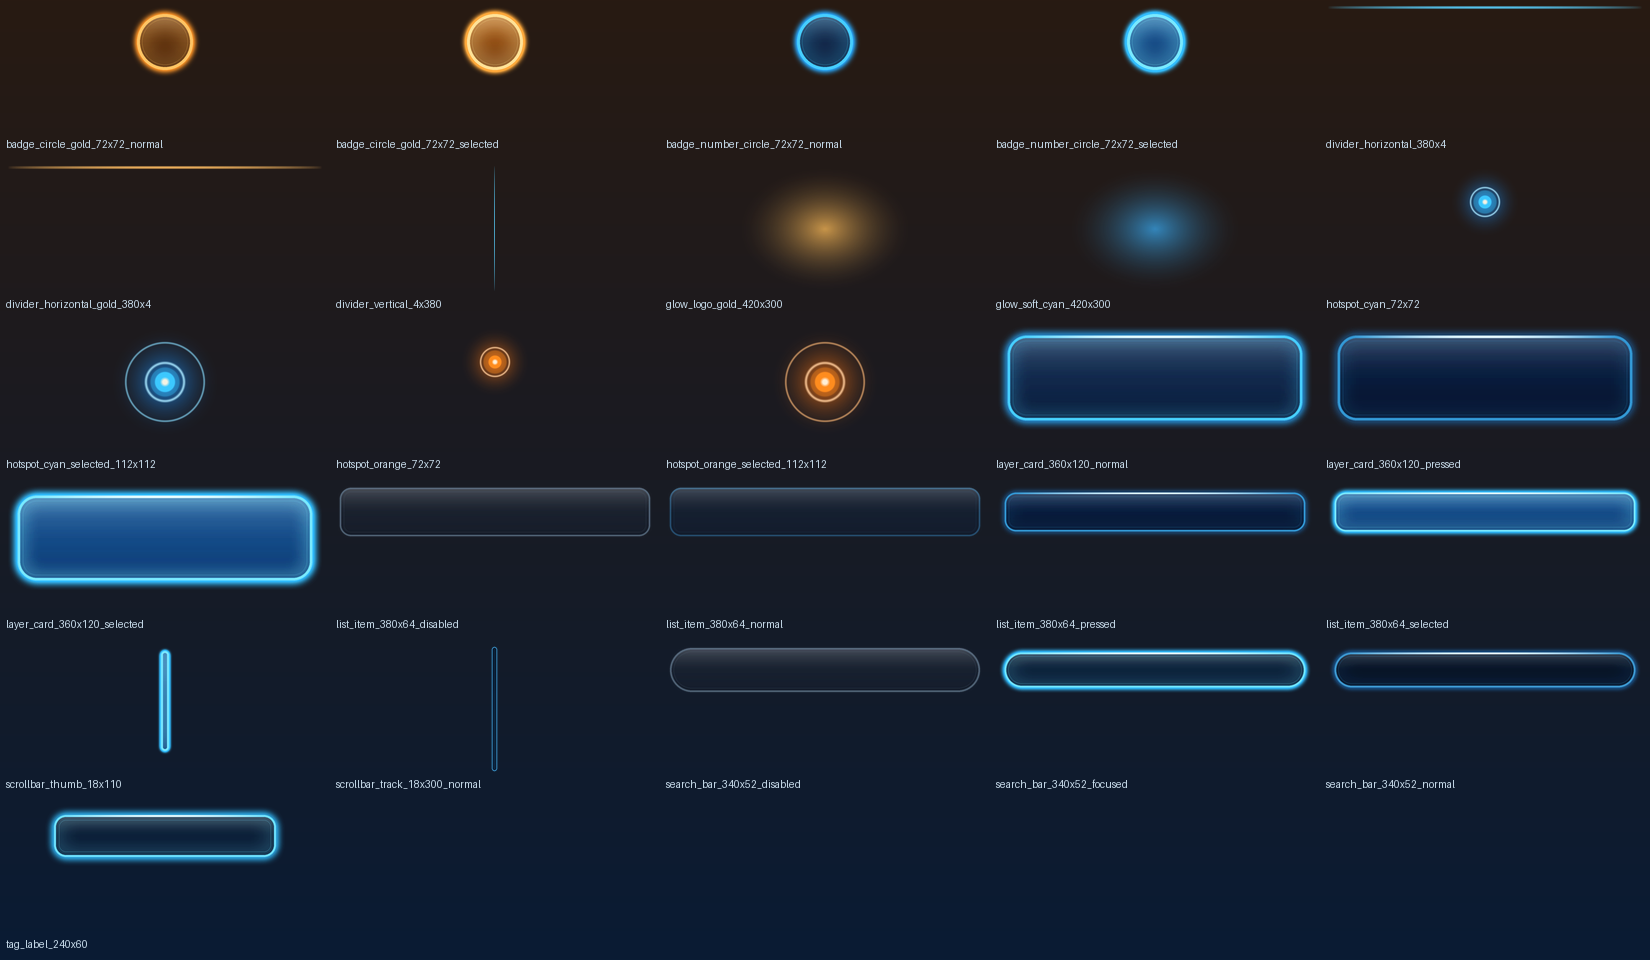 badge_circle_gold_72x72_normal
badge_circle_gold_72x72_selected
badge_number_circle_72x72_normal
badge_number_circle_72x72_selected
divider_horizontal_380x4
divider_horizontal_gold_380x4
divider_vertical_4x380
glow_logo_gold_420x300
glow_soft_cyan_420x300
hotspot_cyan_72x72
hotspot_cyan_selected_112x112
hotspot_orange_72x72
hotspot_orange_selected_112x112
layer_card_360x120_normal
layer_card_360x120_pressed
layer_card_360x120_selected
list_item_380x64_disabled
list_item_380x64_normal
list_item_380x64_pressed
list_item_380x64_selected
scrollbar_thumb_18x110
scrollbar_track_18x300_normal
search_bar_340x52_disabled
search_bar_340x52_focused
search_bar_340x52_normal
tag_label_240x60